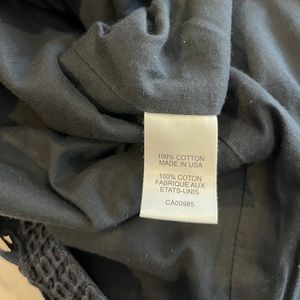 100% COTTON
MADE IN USA
100% COTON
FABRIQUE AUX
ETATS-UNIS
CA00985